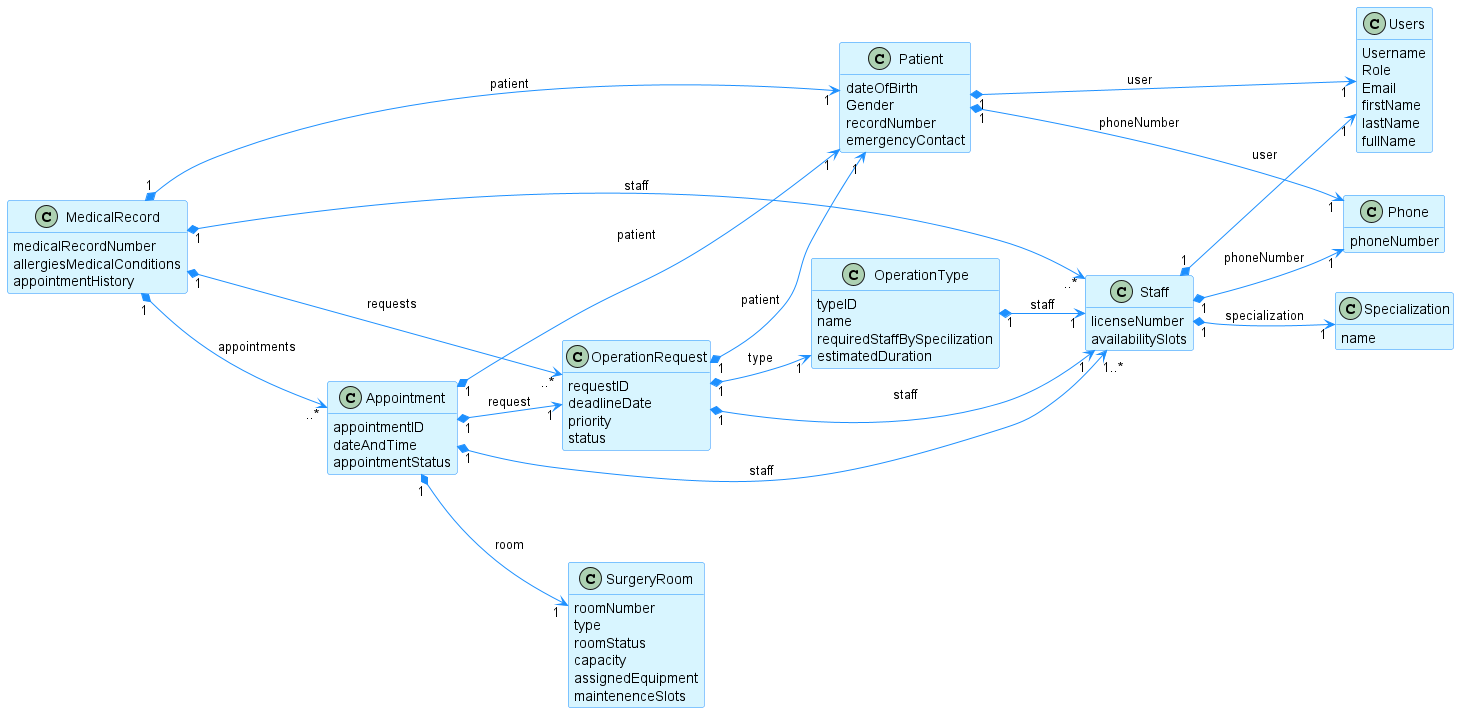 C Users
Username
Role
Email
firstName
lastName
fullName
C Patient
dateOfBirth
Gender
recordNumber
emergencyContact
patient
1
1
user
1
1
phoneNumber
1
1
user
1
1
C Phone
phoneNumber
C MedicalRecord
medicalRecordNumber
allergiesMedicalConditions
appointmentHistory
staff
1
..*
patient
1
1
requests
1
..*
appointments
1
..*
C OperationType
typeID
name
requiredStaffBySpecilization
estimatedDuration
staff
1
1
C Staff
licenseNumber
availabilitySlots
phoneNumber
1
1
specialization
1
1
C Specialization
name
patient
1
1
C OperationRequest
requestID
deadlineDate
priority
status
type
1
1
staff
1
1
C Appointment
appointmentID
dateAndTime
appointmentStatus
request
1
1
staff
1
1..*
room
1
1
C SurgeryRoom
roomNumber
type
roomStatus
capacity
assignedEquipment
maintenenceSlots